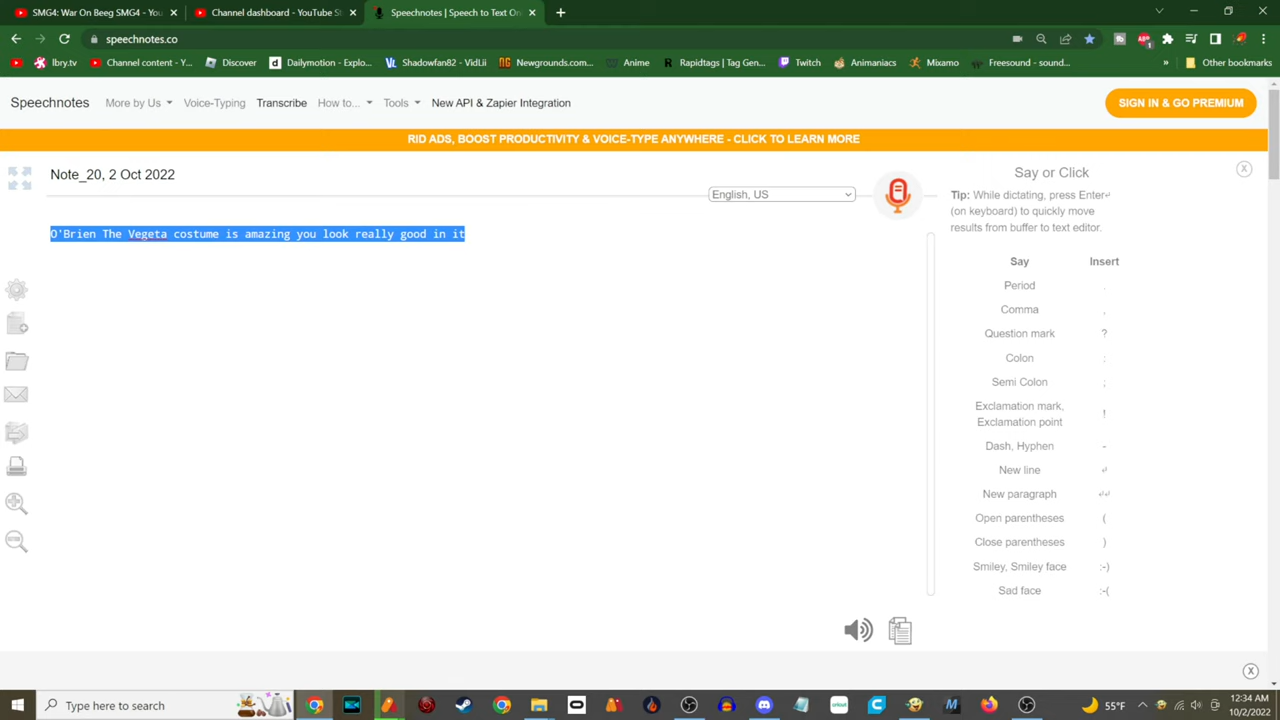 SMG4: War On Beeg SMG4 - You
Channel dashboard - YouTube St
Speechnotes | Speech to Text On
speechnotes.co
lbry.tv
Channel content - Y...
Discover
Dailymotion - Explo...
Shadowfan82 - VidLii
Newgrounds.com...
Anime
Rapidtags | Tag Gen...
Twitch
Animaniacs
Mixamo
Freesound - sound...
»
Other bookmarks
Speechnotes
More by Us
Voice-Typing
Transcribe
How to...
Tools
New API & Zapier Integration
SIGN IN & GO PREMIUM
RID ADS, BOOST PRODUCTIVITY & VOICE-TYPE ANYWHERE - CLICK TO LEARN MORE
Note_20, 2 Oct 2022
English, US
O'Brien The Vegeta costume is amazing you look really good in it
Say or Click
Tip: While dictating, press Enter↵
(on keyboard) to quickly move
results from buffer to text editor.
Say Insert
Period .
Comma ,
Question mark ?
Colon :
Semi Colon ;
Exclamation mark,
Exclamation point !
Dash, Hyphen -
New line ↵
New paragraph ↵↵
Open parentheses (
Close parentheses )
Smiley, Smiley face :-)
Sad face :-(
Type here to search
55°F
12:34 AM
10/2/2022